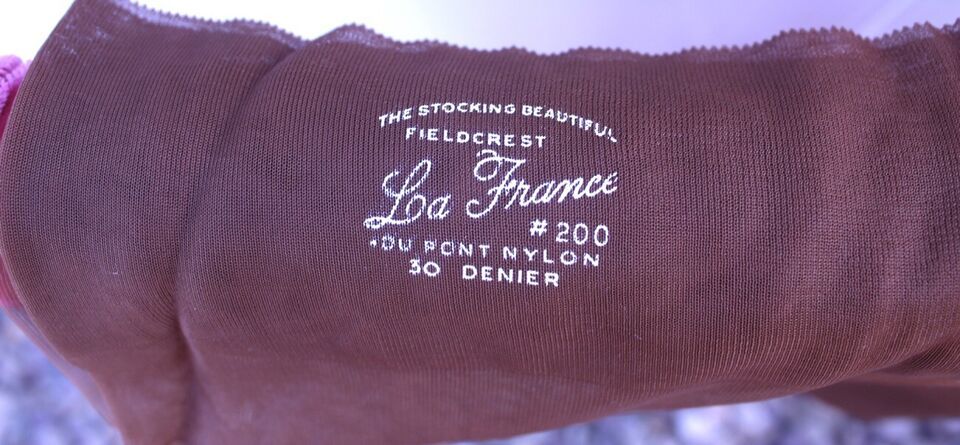 THE STOCKING BEAUTIFUL
FIELDCREST
La France
#200
DU PONT NYLON
30 DENIER